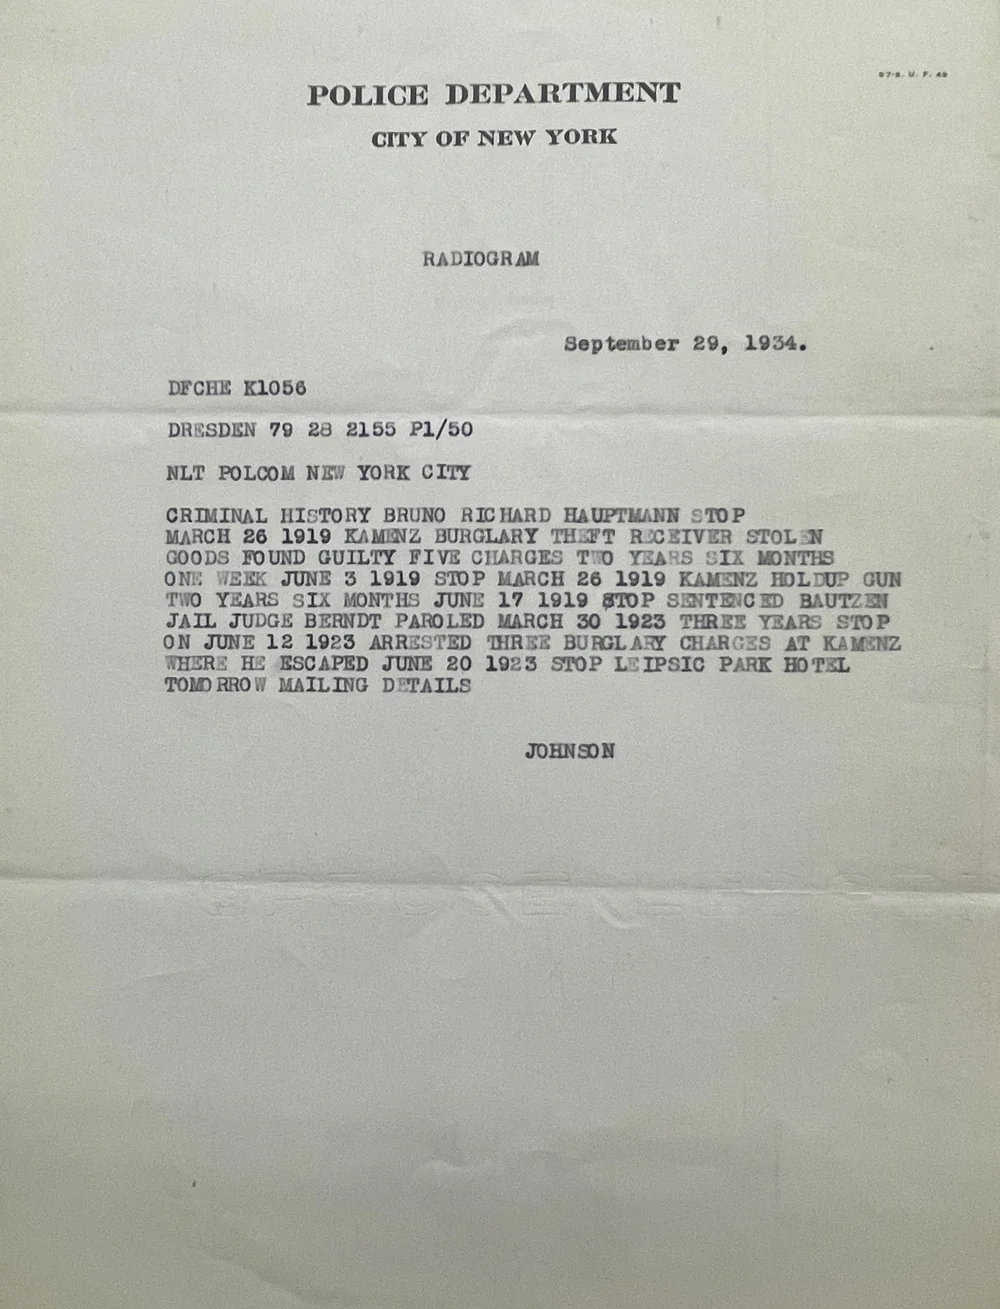 87-B. U. F. 49
POLICE DEPARTMENT
CITY OF NEW YORK
RADIOGRAM
September 29, 1934.
DFCHE K1056
DRESDEN 79 28 2155 P1/50
NLT POLCOM NEW YORK CITY
CRIMINAL HISTORY BRUNO RICHARD HAUPTMANN STOP
MARCH 26 1919 KAMENZ BURGLARY THEFT RECEIVER STOLEN
GOODS FOUND GUILTY FIVE CHARGES TWO YEARS SIX MONTHS
ONE WEEK JUNE 3 1919 STOP MARCH 26 1919 KAMENZ HOLDUP GUN
TWO YEARS SIX MONTHS JUNE 17 1919 STOP SENTENCED BAUTZEN
JAIL JUDGE BERNDT PAROLED MARCH 30 1923 THREE YEARS STOP
ON JUNE 12 1923 ARRESTED THREE BURGLARY CHARGES AT KAMENZ
WHERE HE ESCAPED JUNE 20 1923 STOP LEIPSIC PARK HOTEL
TOMORROW MAILING DETAILS
JOHNSON